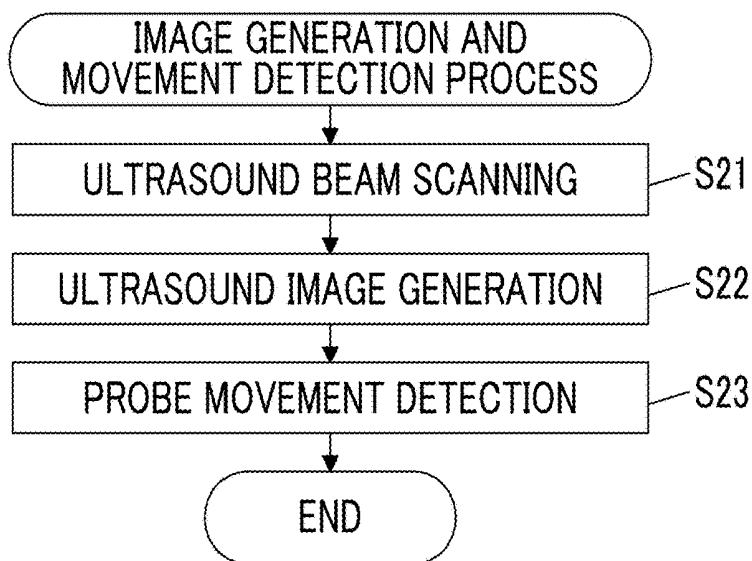 IMAGE GENERATION AND
MOVEMENT DETECTION PROCESS
ULTRASOUND BEAM SCANNING
S21
ULTRASOUND IMAGE GENERATION
S22
PROBE MOVEMENT DETECTION
S23
END